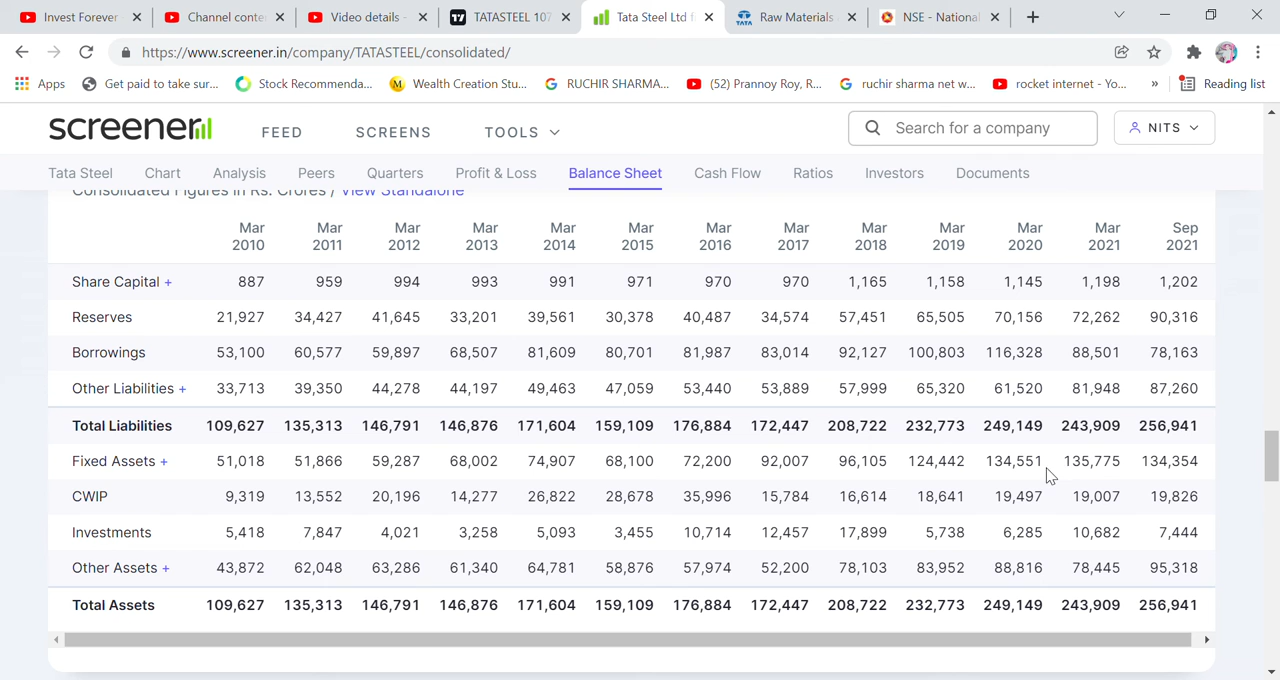 Invest Forever
Channel conte
Video details -
TATASTEEL 107
Tata Steel Ltd f
Raw Materials
NSE - National
https://www.screener.in/company/TATASTEEL/consolidated/
Apps
Get paid to take sur...
Stock Recommenda...
Wealth Creation Stu...
RUCHIR SHARMA...
(52) Prannoy Roy, R...
ruchir sharma net w...
rocket internet - Yo...
»
Reading list
screener
FEED
SCREENS
TOOLS
Search for a company
NITS
Tata Steel Chart Analysis Peers Quarters Profit & Loss Balance Sheet Cash Flow Ratios Investors Documents
Consolidated Figures in Rs. Crores / View Standalone
Mar 2010 Mar 2011 Mar 2012 Mar 2013 Mar 2014 Mar 2015 Mar 2016 Mar 2017 Mar 2018 Mar 2019 Mar 2020 Mar 2021 Sep 2021
Share Capital + 887 959 994 993 991 971 970 970 1,165 1,158 1,145 1,198 1,202
Reserves 21,927 34,427 41,645 33,201 39,561 30,378 40,487 34,574 57,451 65,505 70,156 72,262 90,316
Borrowings 53,100 60,577 59,897 68,507 81,609 80,701 81,987 83,014 92,127 100,803 116,328 88,501 78,163
Other Liabilities + 33,713 39,350 44,278 44,197 49,463 47,059 53,440 53,889 57,999 65,320 61,520 81,948 87,260
Total Liabilities 109,627 135,313 146,791 146,876 171,604 159,109 176,884 172,447 208,722 232,773 249,149 243,909 256,941
Fixed Assets + 51,018 51,866 59,287 68,002 74,907 68,100 72,200 92,007 96,105 124,442 134,551 135,775 134,354
CWIP 9,319 13,552 20,196 14,277 26,822 28,678 35,996 15,784 16,614 18,641 19,497 19,007 19,826
Investments 5,418 7,847 4,021 3,258 5,093 3,455 10,714 12,457 17,899 5,738 6,285 10,682 7,444
Other Assets + 43,872 62,048 63,286 61,340 64,781 58,876 57,974 52,200 78,103 83,952 88,816 78,445 95,318
Total Assets 109,627 135,313 146,791 146,876 171,604 159,109 176,884 172,447 208,722 232,773 249,149 243,909 256,941